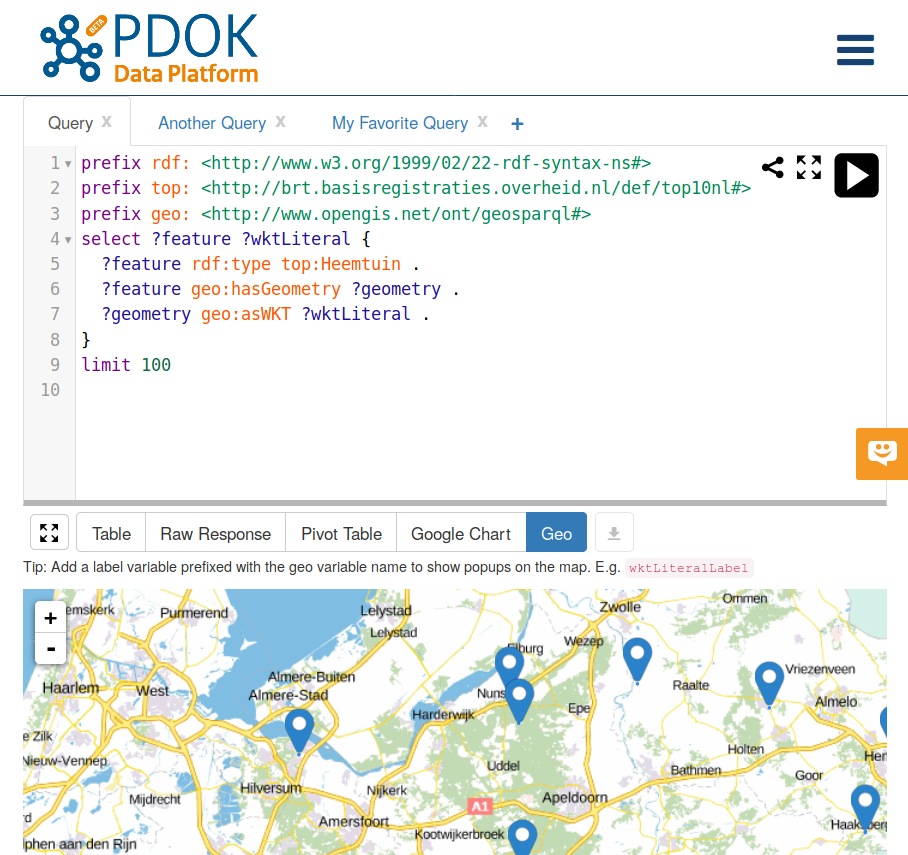 BETA
PDOK
Data Platform
Query x
Another Query x
My Favorite Query x +
1 prefix rdf: <http://www.w3.org/1999/02/22-rdf-syntax-ns#>
2 prefix top: <http://brt.basisregistraties.overheid.nl/def/top10nl#>
3 prefix geo: <http://www.opengis.net/ont/geosparql#>
4 select ?feature ?wktLiteral {
5 ?feature rdf:type top:Heemtuin .
6 ?feature geo:hasGeometry ?geometry .
7 ?geometry geo:asWKT ?wktLiteral .
8 }
9 limit 100
10
Table Raw Response Pivot Table Google Chart Geo
Tip: Add a label variable prefixed with the geo variable name to show popups on the map. E.g. wktLiteralLabel
+
-
emskerk
Purmerend
Lelystad
Lelystad
Zwolle
Ommen
Elburg
Wezep
Vriezenveen
Almere-Buiten
Almere-Stad
Haarlem
West
Nuns
Raalte
Almelo
Harderwijk
Epe
e Zilk
Nieuw-Vennep
Holten
Hen
Uddel
Bathmen
Goor
Hilversum
Nijkerk
Mijdrecht
A1
Apeldoorn
Amersfoort
Haaksberg
rd
Kootwijkerbroek
phen aan den Rijn